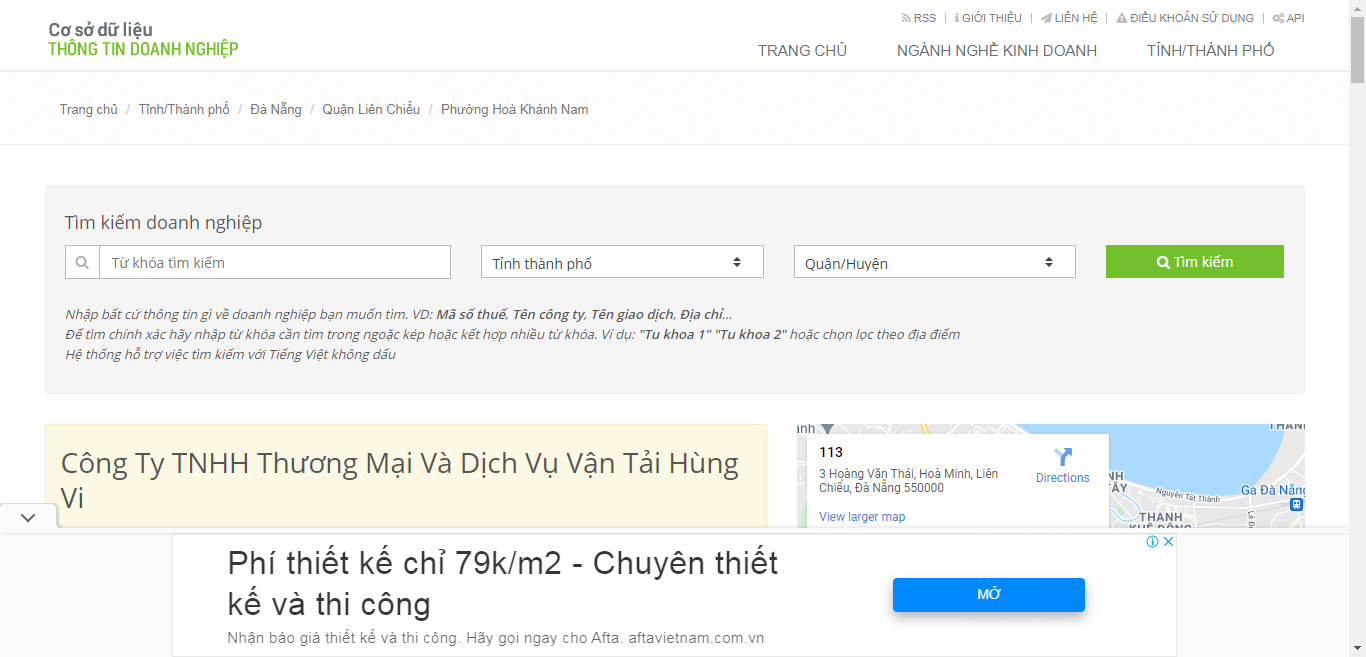 Cơ sở dữ liệu
THÔNG TIN DOANH NGHIỆP
RSS | GIỚI THIỆU | LIÊN HỆ | ĐIỀU KHOẢN SỬ DỤNG | API
TRANG CHỦ NGÀNH NGHỀ KINH DOANH TỈNH/THÀNH PHỐ
Trang chủ / Tỉnh/Thành phố / Đà Nẵng / Quận Liên Chiểu / Phường Hoà Khánh Nam
Tìm kiếm doanh nghiệp
Từ khóa tìm kiếm Tỉnh thành phố Quận/Huyện Tìm kiếm
Nhập bất cứ thông tin gì về doanh nghiệp bạn muốn tìm. VD: Mã số thuế, Tên công ty, Tên giao dịch, Địa chỉ...
Để tìm chính xác hãy nhập từ khóa cần tìm trong ngoặc kép hoặc kết hợp nhiều từ khóa. Ví dụ: "Tu khoa 1" "Tu khoa 2" hoặc chọn lọc theo địa điểm
Hệ thống hỗ trợ việc tìm kiếm với Tiếng Việt không dấu
Công Ty TNHH Thương Mại Và Dịch Vụ Vận Tải Hùng
Vi
113
3 Hoàng Văn Thái, Hoà Minh, Liên
Chiểu, Đà Nẵng 550000
Directions
View larger map
Nguyễn Tất Thành
Ga Đà Nẵng
THANH
KHÊ ĐÔNG
Phí thiết kế chỉ 79k/m2 - Chuyên thiết
kế và thi công
Nhận báo giá thiết kế và thi công. Hãy gọi ngay cho Afta. aftavietnam.com.vn
MỞ